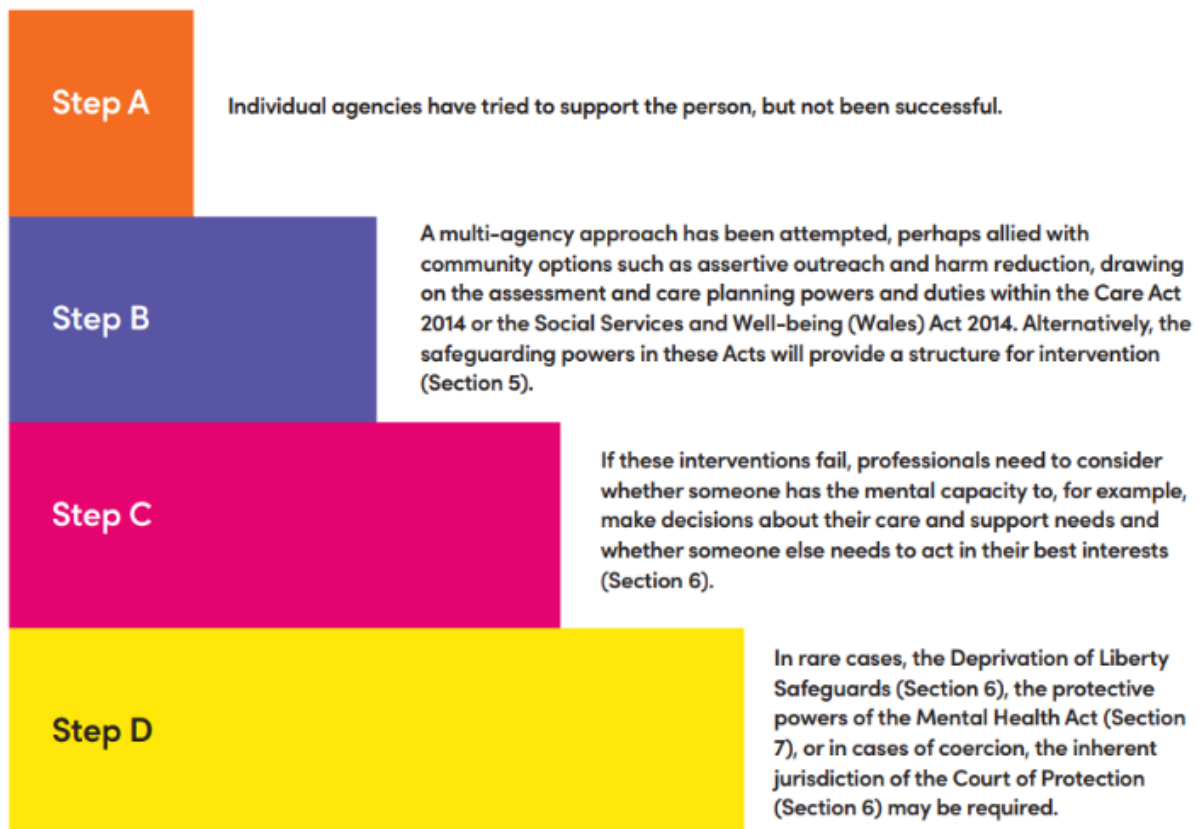 Step A
Individual agencies have tried to support the person, but not been successful.
Step B
A multi-agency approach has been attempted, perhaps allied with
community options such as assertive outreach and harm reduction, drawing
on the assessment and care planning powers and duties within the Care Act
2014 or the Social Services and Well-being (Wales) Act 2014. Alternatively, the
safeguarding powers in these Acts will provide a structure for intervention
(Section 5).
Step C
If these interventions fail, professionals need to consider
whether someone has the mental capacity to, for example,
make decisions about their care and support needs and
whether someone else needs to act in their best interests
(Section 6).
Step D
In rare cases, the Deprivation of Liberty
Safeguards (Section 6), the protective
powers of the Mental Health Act (Section
7), or in cases of coercion, the inherent
jurisdiction of the Court of Protection
(Section 6) may be required.